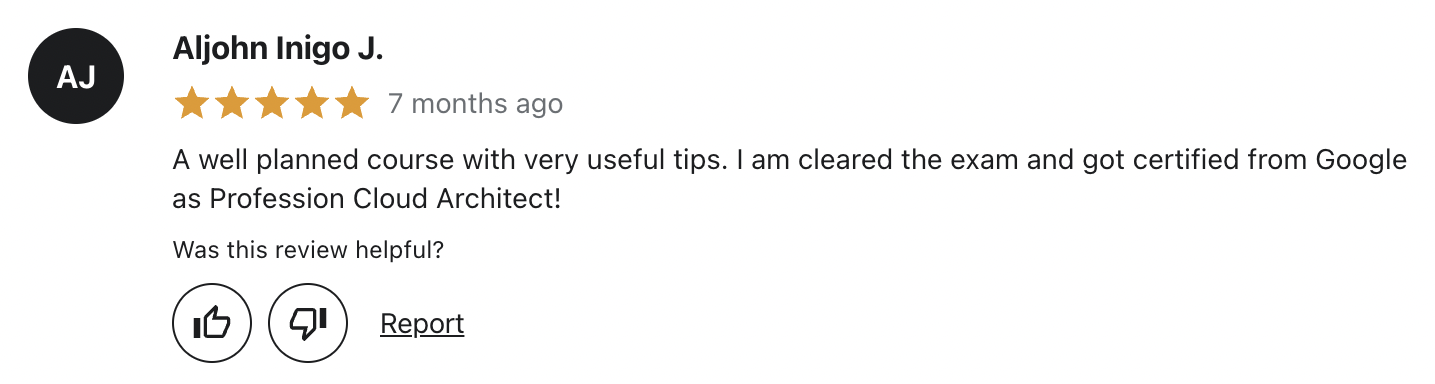 AJ
Aljohn Inigo J.
7 months ago
A well planned course with very useful tips. I am cleared the exam and got certified from Google
as Profession Cloud Architect!
Was this review helpful?
Report